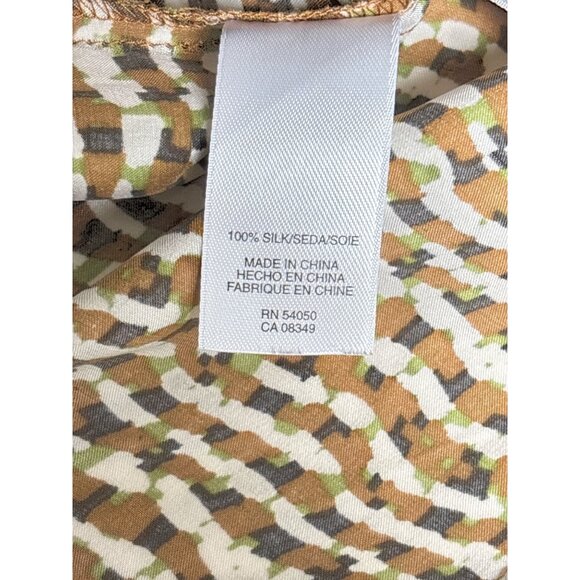 100% SILK/SEDA/SOIE
MADE IN CHINA
HECHO EN CHINA
FABRIQUE EN CHINE
RN 54050
CA 08349